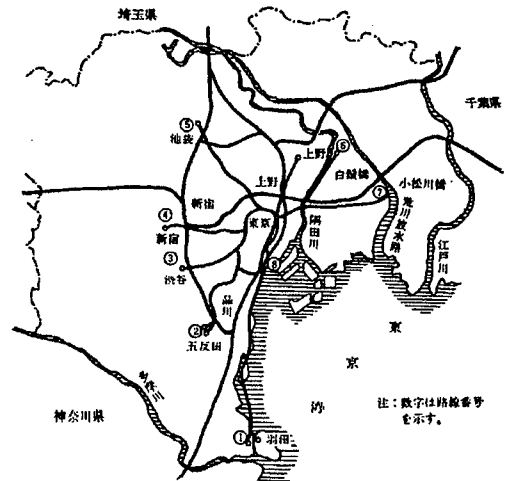 埼玉県
千葉県
⑤
池袋
上野
⑥
白鬚橋
小松川橋
⑦
上野
新宿
④
新宿
東京
隅田川
荒川放水路
江戸川
③
渋谷
⑧
品川
②
五反田
東京湾
多摩川
神奈川県
注：数字は路線番号
を示す。
①
羽田